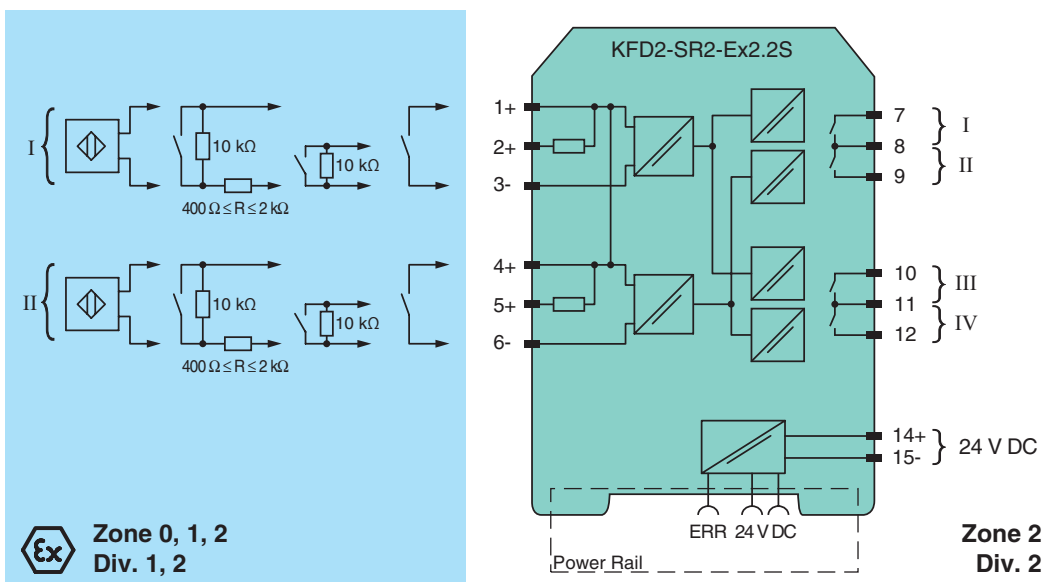 KFD2-SR2-Ex2.2S
I
10 kΩ
10 kΩ
400 Ω ≤ R ≤ 2 kΩ
II
10 kΩ
10 kΩ
400 Ω ≤ R ≤ 2 kΩ
1+
2+
3-
4+
5+
6-
7
8
9
I
II
10
11
12
III
IV
14+
15-
24 V DC
ERR 24 V DC
Power Rail
Ex
Zone 0, 1, 2
Div. 1, 2
Zone 2
Div. 2